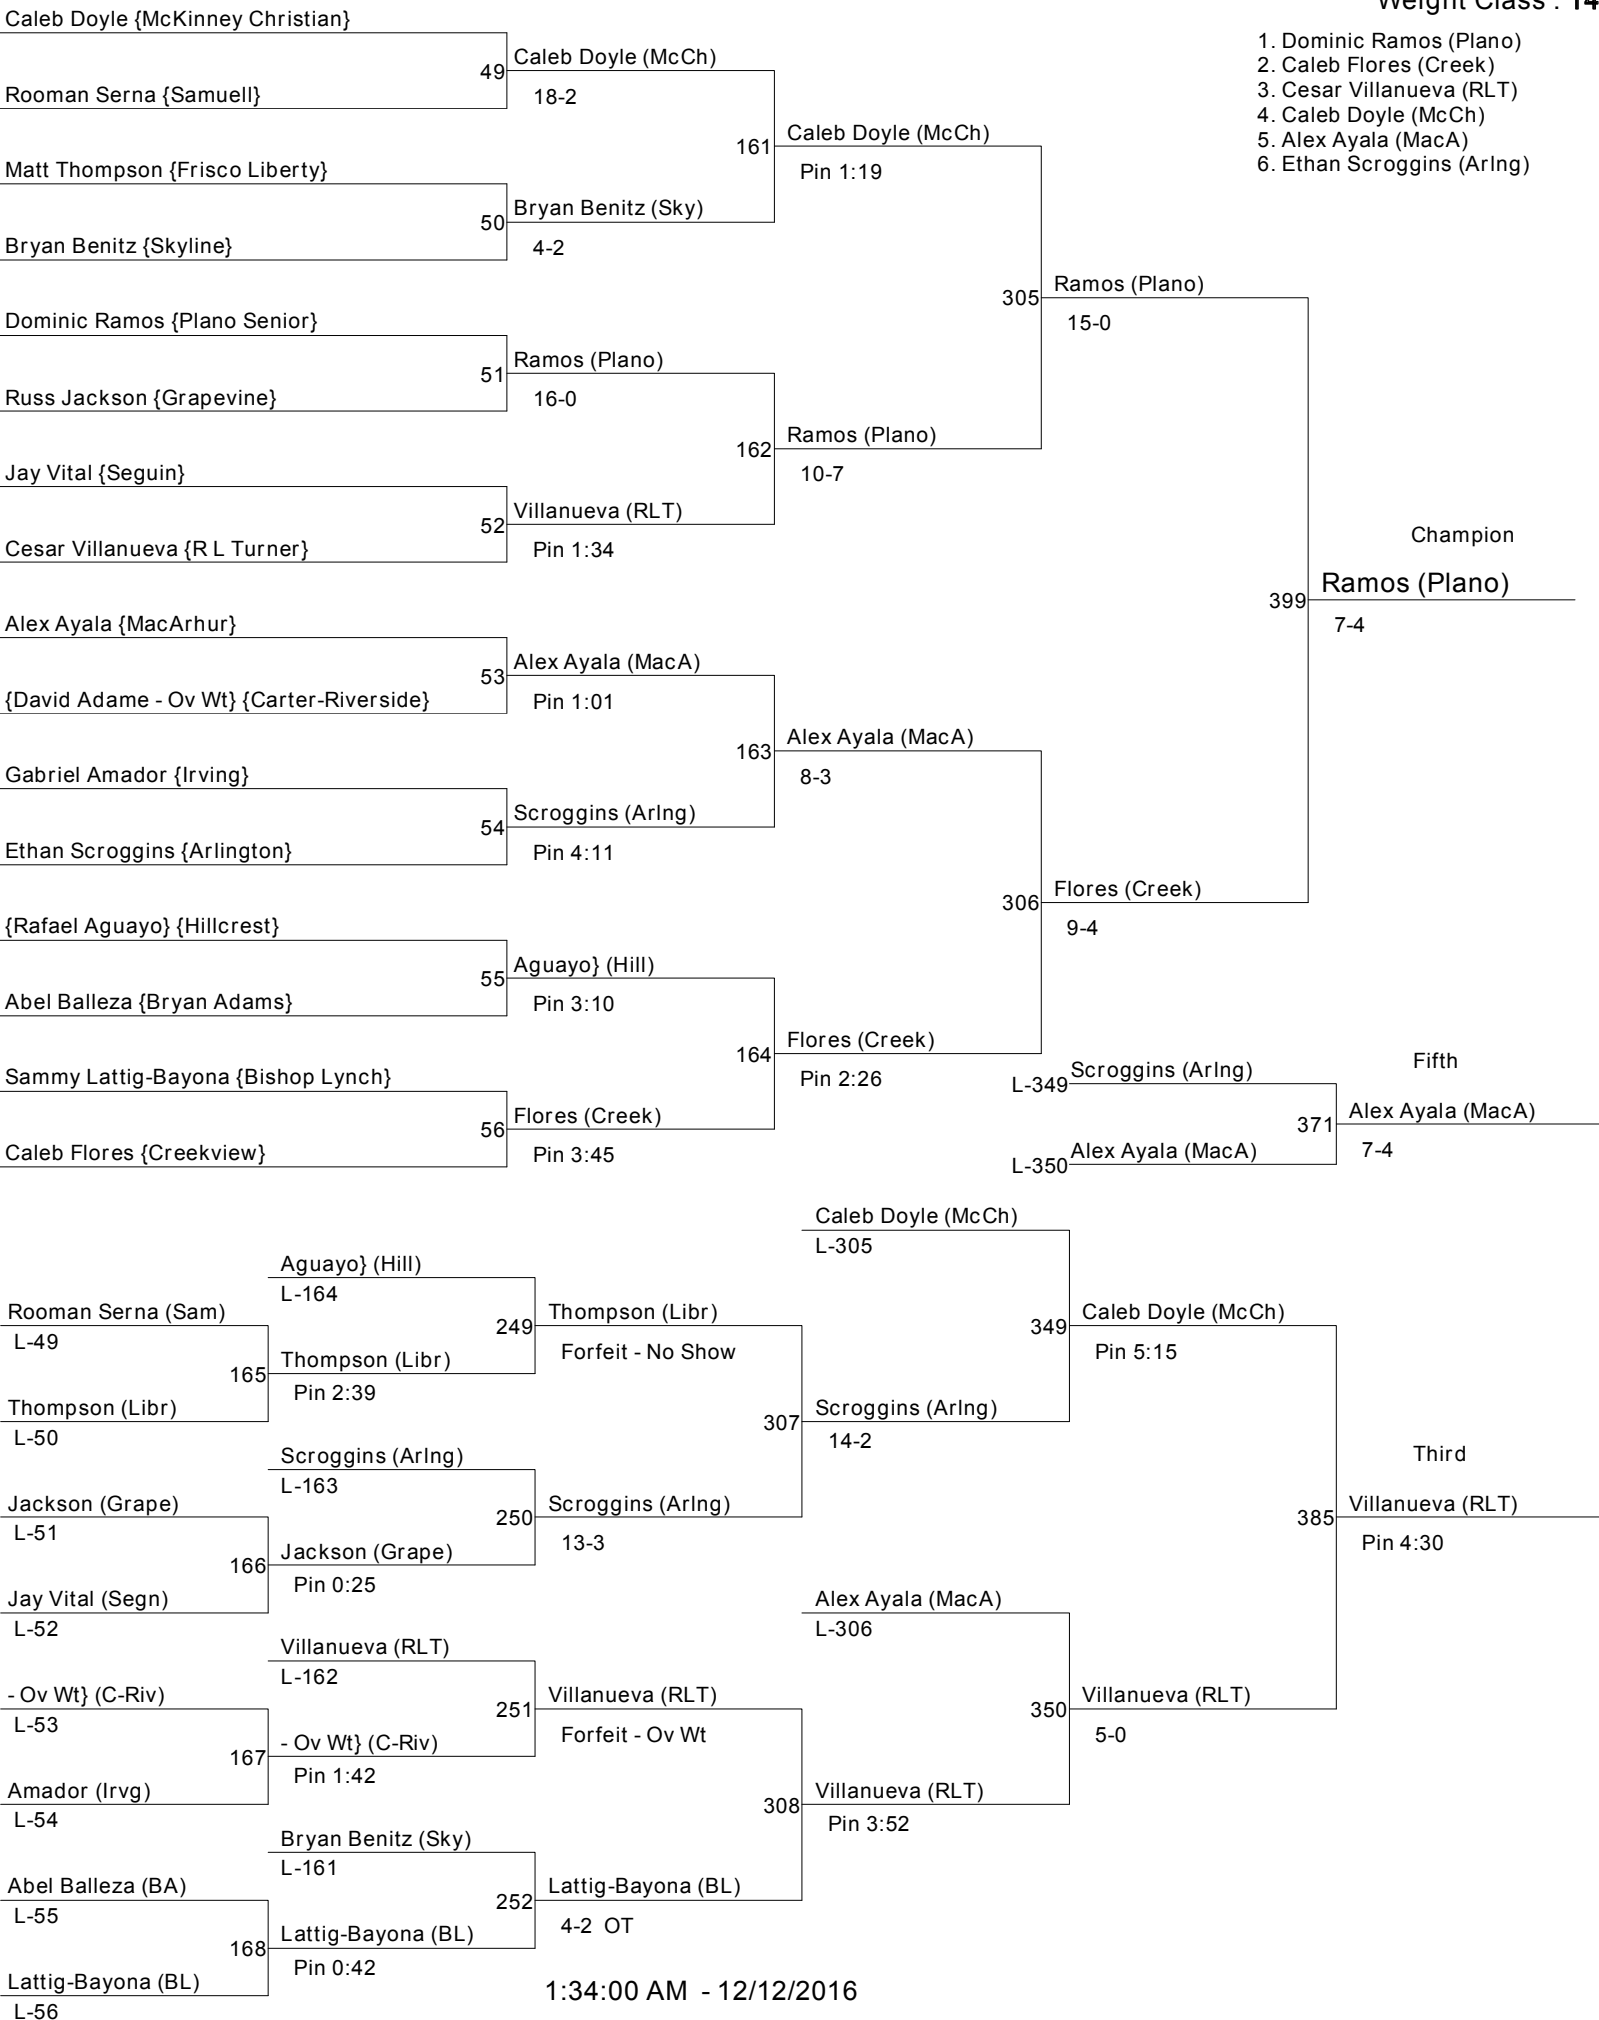 Weight Class : 14
1. Dominic Ramos (Plano)
2. Caleb Flores (Creek)
3. Cesar Villanueva (RLT)
4. Caleb Doyle (McCh)
5. Alex Ayala (MacA)
6. Ethan Scroggins (Arlng)
Caleb Doyle {McKinney Christian}
49
Caleb Doyle (McCh)
18-2
Rooman Serna {Samuell}
161
Caleb Doyle (McCh)
Pin 1:19
Matt Thompson {Frisco Liberty}
50
Bryan Benitz (Sky)
4-2
Bryan Benitz {Skyline}
305
Ramos (Plano)
15-0
Dominic Ramos {Plano Senior}
51
Ramos (Plano)
16-0
Russ Jackson {Grapevine}
162
Ramos (Plano)
10-7
Jay Vital {Seguin}
52
Villanueva (RLT)
Pin 1:34
Cesar Villanueva {R L Turner}
Champion
399
Ramos (Plano)
7-4
Alex Ayala {MacArhur}
53
Alex Ayala (MacA)
Pin 1:01
{David Adame - Ov Wt} {Carter-Riverside}
163
Alex Ayala (MacA)
8-3
Gabriel Amador {Irving}
54
Scroggins (Arlng)
Pin 4:11
Ethan Scroggins {Arlington}
306
Flores (Creek)
9-4
{Rafael Aguayo} {Hillcrest}
55
Aguayo} (Hill)
Pin 3:10
Abel Balleza {Bryan Adams}
164
Flores (Creek)
Pin 2:26
Sammy Lattig-Bayona {Bishop Lynch}
56
Flores (Creek)
Pin 3:45
Caleb Flores {Creekview}
Fifth
L-349
Scroggins (Arlng)
371
Alex Ayala (MacA)
7-4
L-350
Alex Ayala (MacA)
Caleb Doyle (McCh)
L-305
Aguayo} (Hill)
L-164
Rooman Serna (Sam)
L-49
249
Thompson (Libr)
Forfeit - No Show
349
Caleb Doyle (McCh)
Pin 5:15
165
Thompson (Libr)
Pin 2:39
Thompson (Libr)
L-50
307
Scroggins (Arlng)
14-2
Scroggins (Arlng)
L-163
Third
Jackson (Grape)
L-51
250
Scroggins (Arlng)
13-3
385
Villanueva (RLT)
Pin 4:30
166
Jackson (Grape)
Pin 0:25
Jay Vital (Segn)
L-52
Alex Ayala (MacA)
L-306
Villanueva (RLT)
L-162
- Ov Wt} (C-Riv)
L-53
251
Villanueva (RLT)
Forfeit - Ov Wt
350
Villanueva (RLT)
5-0
167
- Ov Wt} (C-Riv)
Pin 1:42
Amador (Irvg)
L-54
308
Villanueva (RLT)
Pin 3:52
Bryan Benitz (Sky)
L-161
Abel Balleza (BA)
L-55
252
Lattig-Bayona (BL)
4-2 OT
168
Lattig-Bayona (BL)
Pin 0:42
Lattig-Bayona (BL)
L-56
1:34:00 AM - 12/12/2016